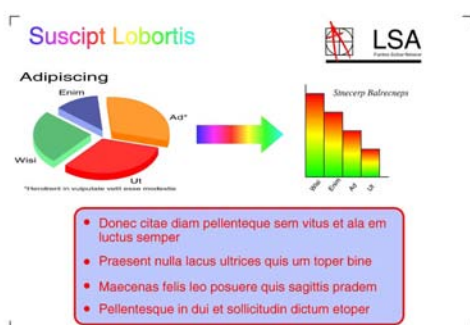 Suscipt Lobortis
LSA
Adipiscing
Enim
Ad*
Wisi
Ut
*Hendrerit in vulputate velit esse modestie
Sinecerp Balrecneps
Wisi
Enim
Ad
Ut
Donec citae diam pellenteque sem vitus et ala em
luctus semper
Praesent nulla lacus ultrices quis um toper bine
Maecenas felis leo posuere quis sagittis pradem
Pellentesque in dui et sollicitudin dictum etoper